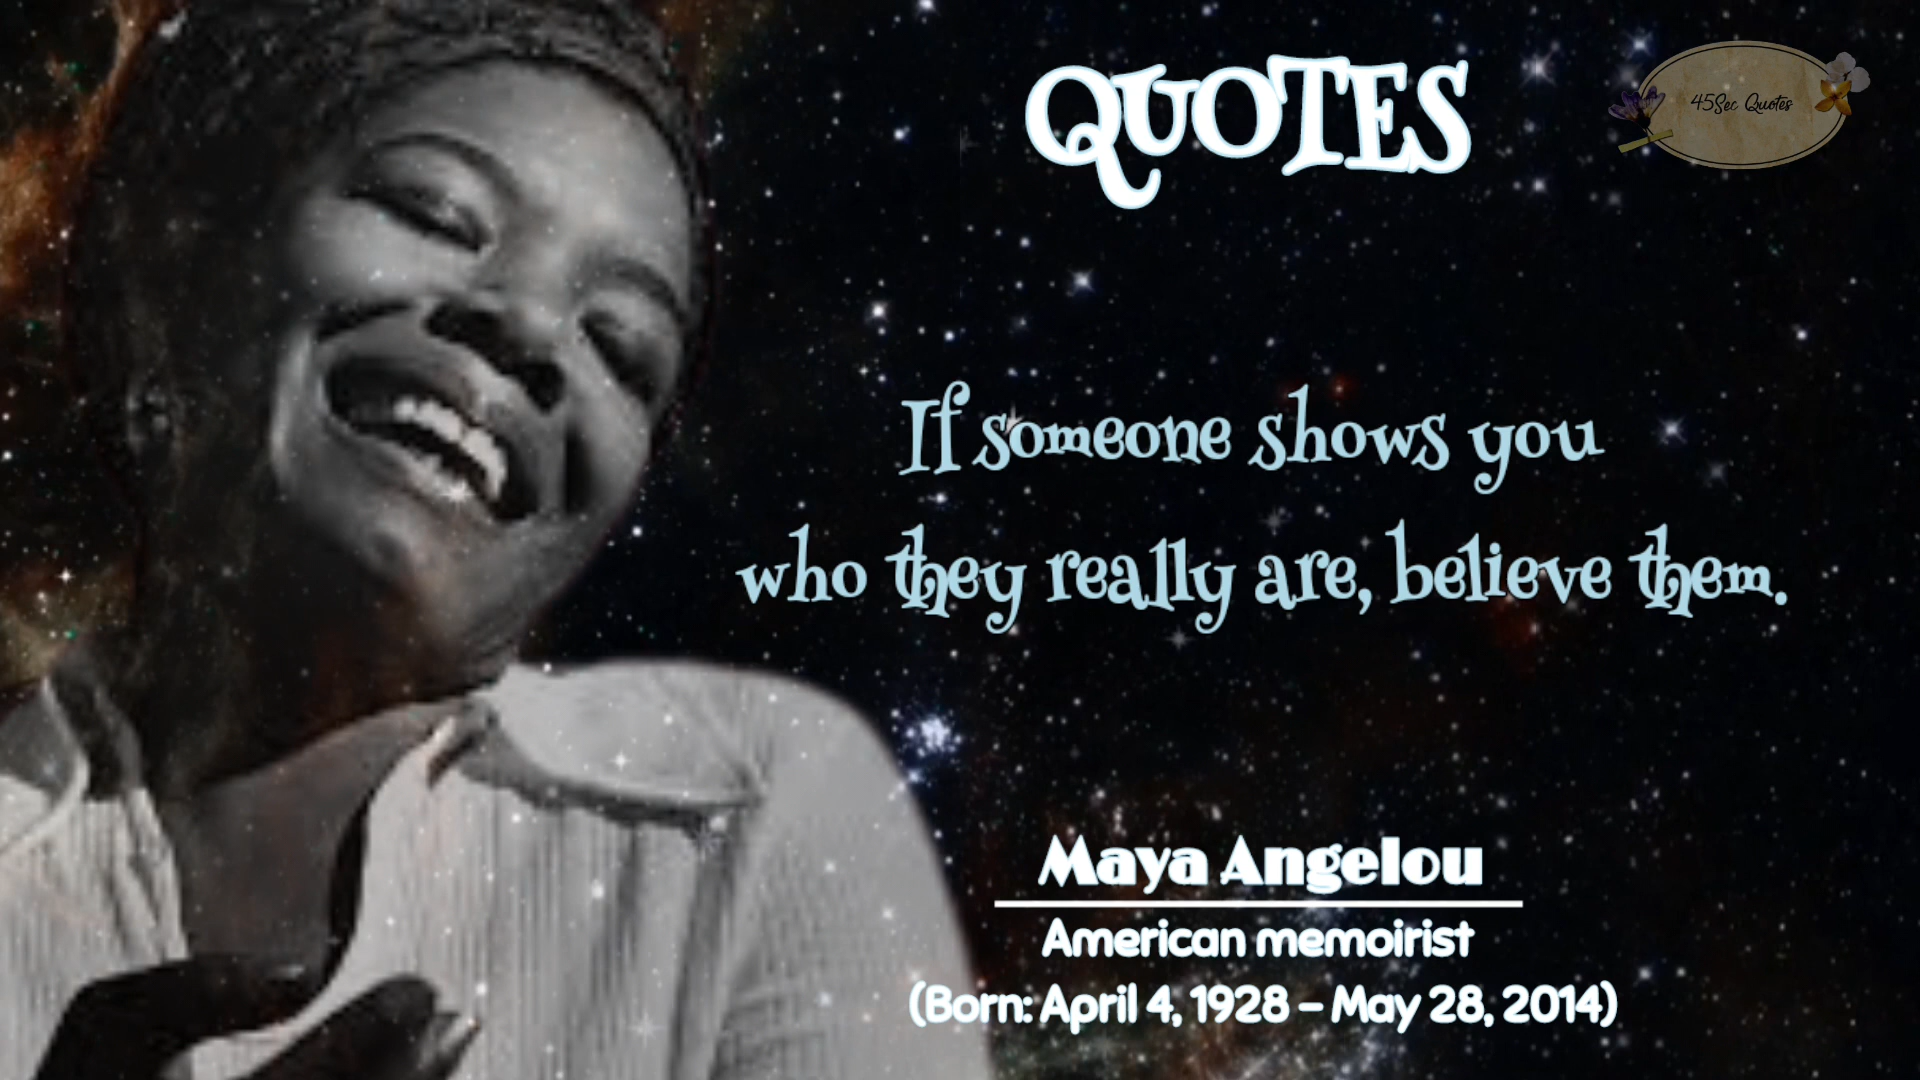 QUOTES
45Sec Quotes
If someone shows you
who they really are, believe them.
Maya Angelou
American memoirist
(Born: April 4, 1928 – May 28, 2014)